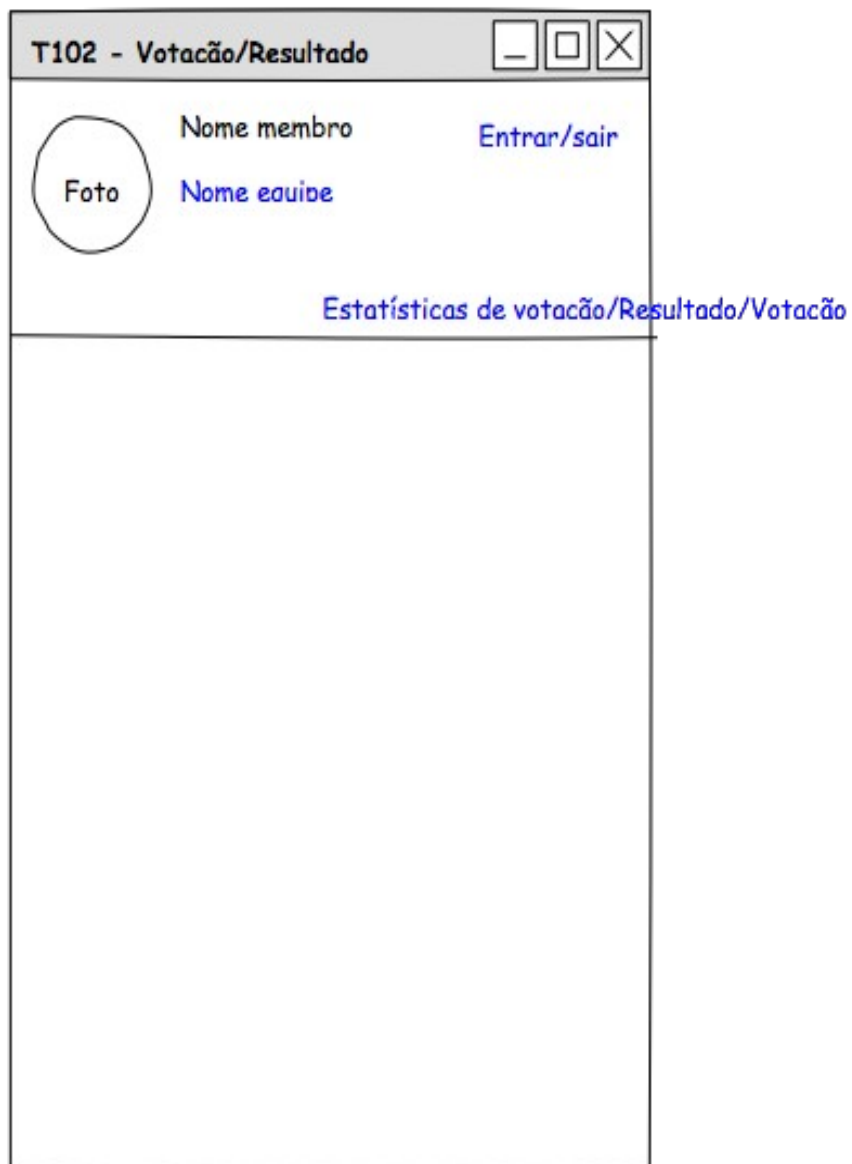 T102 - Votacão/Resultado
Foto
Nome membro
Entrar/sair
Nome equipe
Estatísticas de votacão/Resultado/Votacão